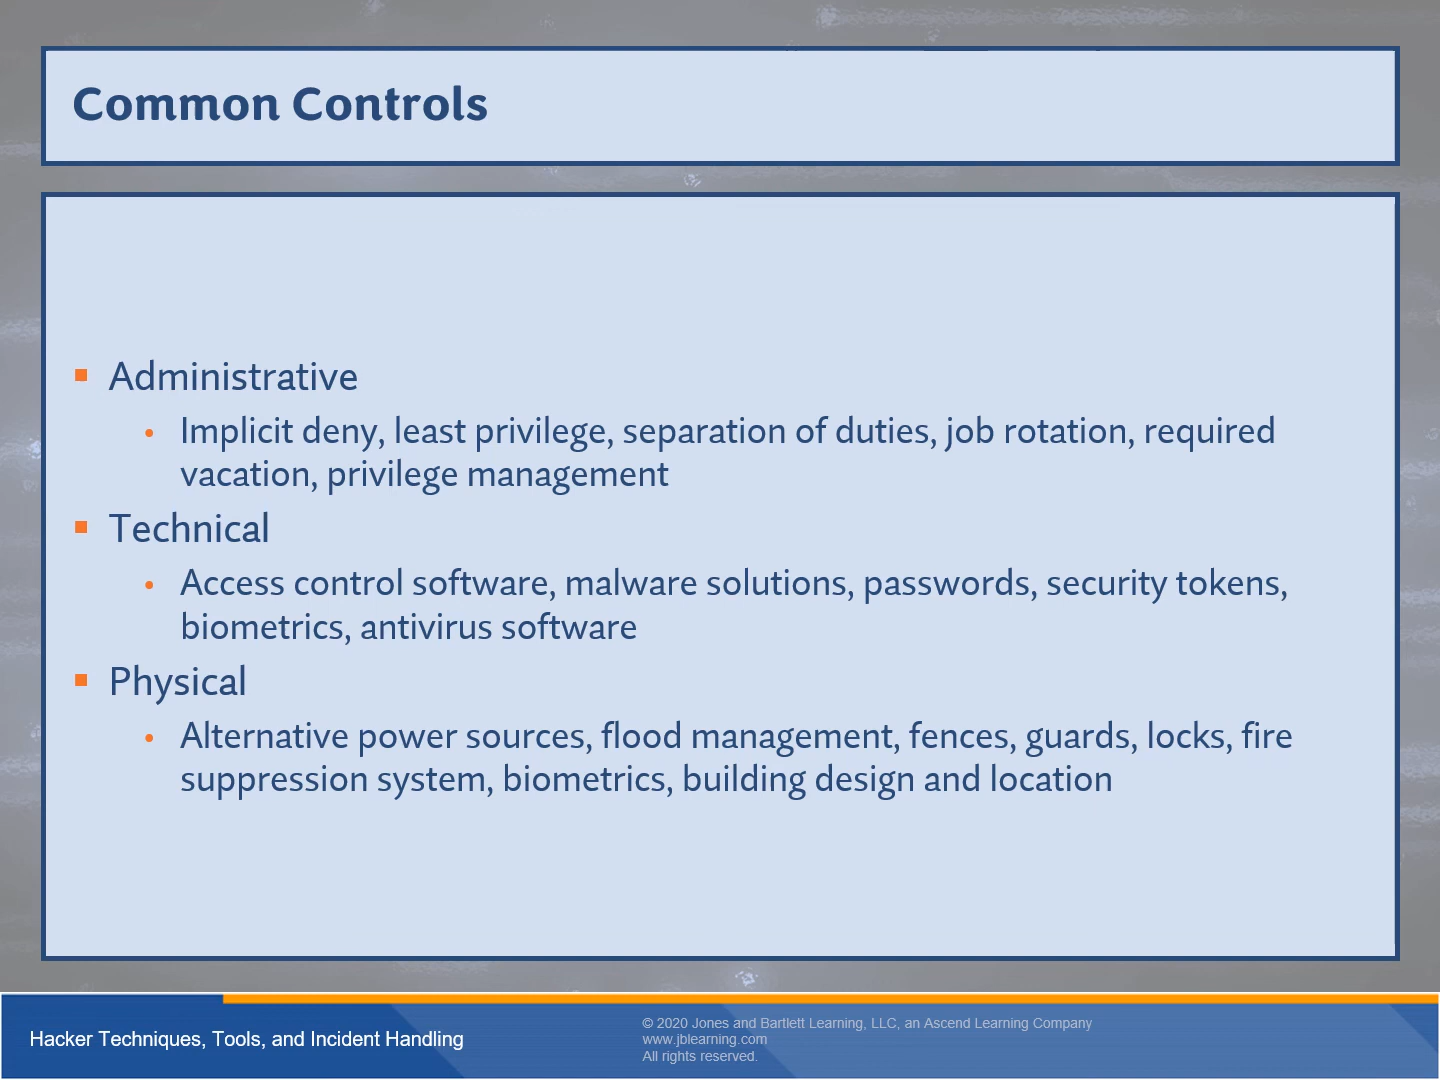 Common Controls
Administrative
Implicit deny, least privilege, separation of duties, job rotation, required
vacation, privilege management
Technical
Access control software, malware solutions, passwords, security tokens,
biometrics, antivirus software
Physical
Alternative power sources, flood management, fences, guards, locks, fire
suppression system, biometrics, building design and location
Hacker Techniques, Tools, and Incident Handling
© 2020 Jones and Bartlett Learning, LLC, an Ascend Learning Company
www.jblearning.com
All rights reserved.